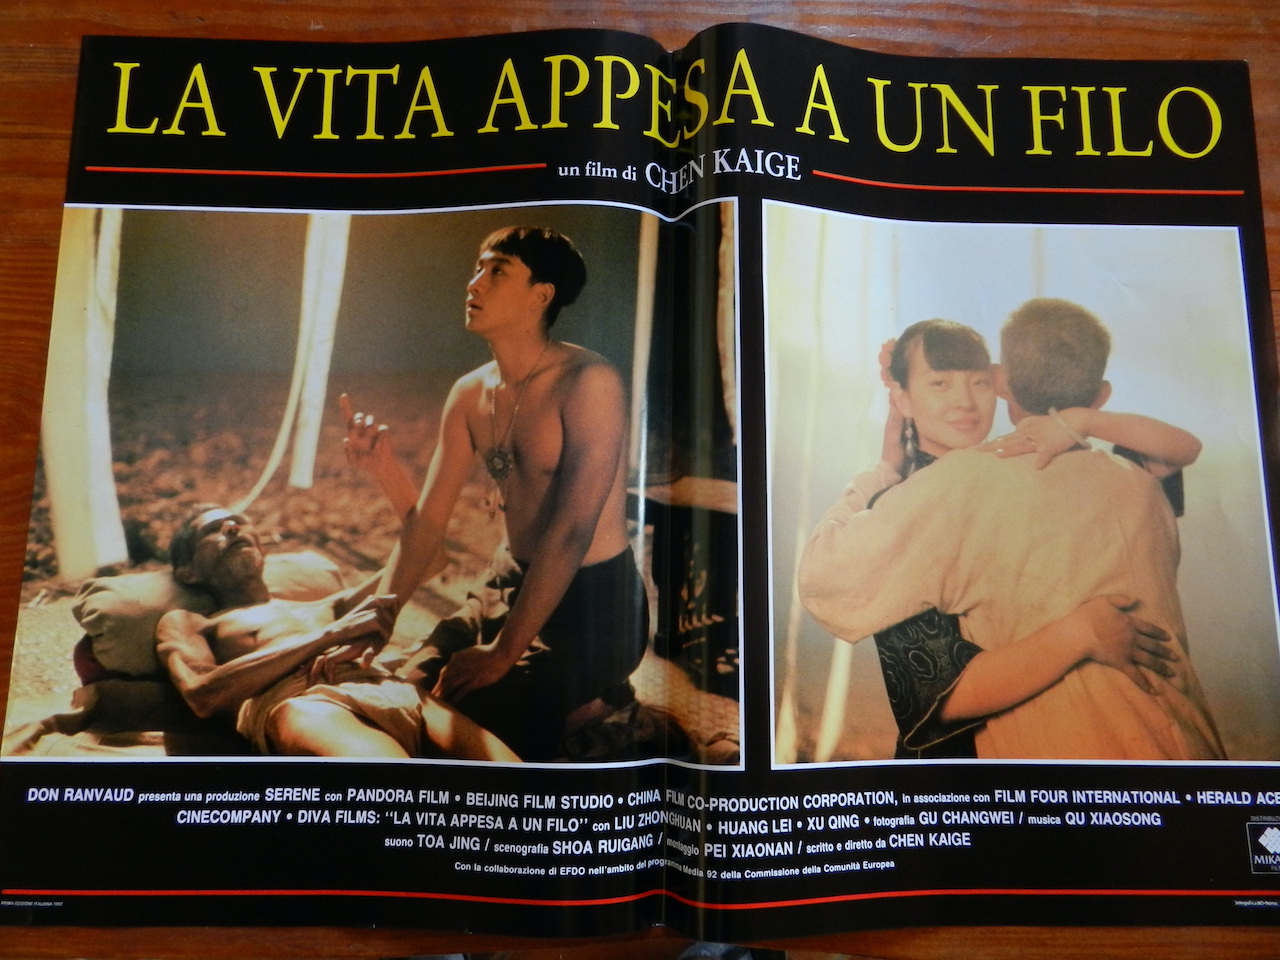 LA VITA APPESA A UN FILO
un film di CHEN KAIGE
DON RANVAUD presenta una produzione SERENE con PANDORA FILM • BEIJING FILM STUDIO • CHINA FILM CO-PRODUCTION CORPORATION, in associazione con FILM FOUR INTERNATIONAL • HERALD ACE
CINECOMPANY • DIVA FILMS: "LA VITA APPESA A UN FILO" con LIU ZHONGHUAN • HUANG LEI • XU QING • fotografia GU CHANGWEI / musica QU XIAOSONG
suono TOA JING / scenografia SHOA RUIGANG / montaggio PEI XIAONAN / scritto e diretto da CHEN KAIGE
Con la collaborazione di EFDO nell'ambito del programma Media 92 della Commissione della Comunità Europea
PRIMA EDIZIONE ITALIANA